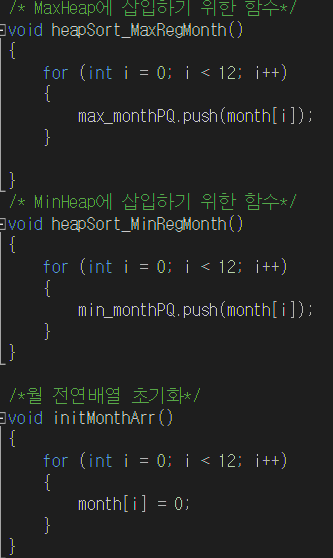 /* MaxHeap에 삽입하기 위한 함수*/
void heapSort_MaxRegMonth()
{
for (int i = 0; i < 12; i++)
{
max_monthPQ.push(month[i]);
}
}
/* MinHeap에 삽입하기 위한 함수*/
void heapSort_MinRegMonth()
{
for (int i = 0; i < 12; i++)
{
min_monthPQ.push(month[i]);
}
}
/*월 전연배열 초기화*/
void initMonthArr()
{
for (int i = 0; i < 12; i++)
{
month[i] = 0;
}
}